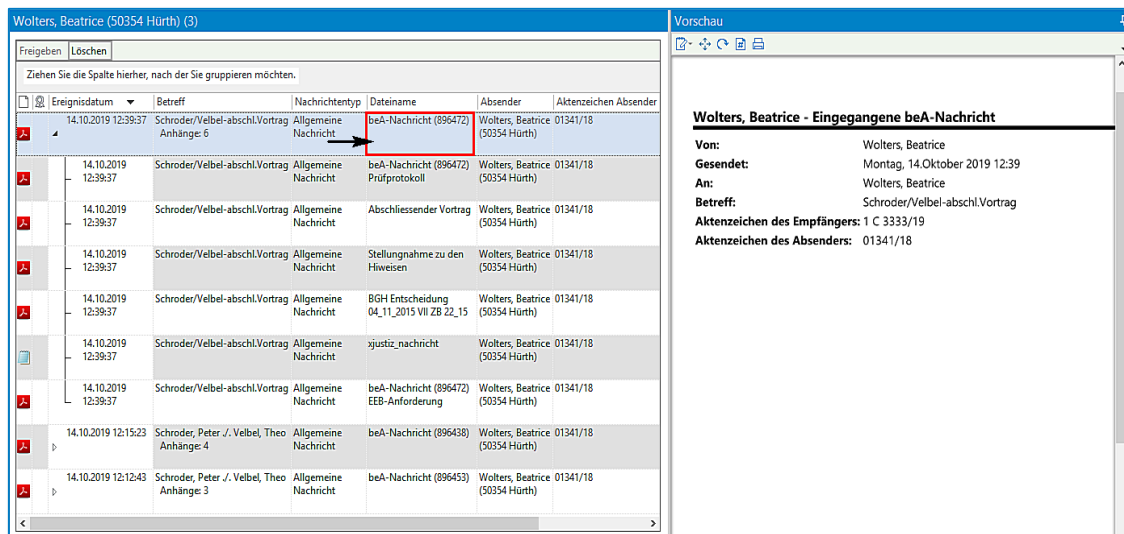 Wolters, Beatrice (50354 Hürth) (3)
Freigeben Löschen
Ziehen Sie die Spalte hierher, nach der Sie gruppieren möchten.
Ereignisdatum Betreff Nachrichtentyp Dateiname Absender Aktenzeichen Absender
14.10.2019 12:39:37 Schroder/Velbel-abschl.Vortrag Allgemeine beA-Nachricht (896472) Wolters, Beatrice 01341/18
Anhänge: 6 Nachricht (50354 Hürth)
14.10.2019 Schroder/Velbel-abschl.Vortrag Allgemeine beA-Nachricht (896472) Wolters, Beatrice 01341/18
12:39:37 Nachricht Prüfprotokoll (50354 Hürth)
14.10.2019 Schroder/Velbel-abschl.Vortrag Allgemeine Abschliessender Vortrag Wolters, Beatrice 01341/18
12:39:37 Nachricht (50354 Hürth)
14.10.2019 Schroder/Velbel-abschl.Vortrag Allgemeine Stellungnahme zu den Wolters, Beatrice 01341/18
12:39:37 Nachricht Hiweisen (50354 Hürth)
14.10.2019 Schroder/Velbel-abschl.Vortrag Allgemeine BGH Entscheidung Wolters, Beatrice 01341/18
12:39:37 Nachricht 04_11_2015 VII ZB 22_15 (50354 Hürth)
14.10.2019 Schroder/Velbel-abschl.Vortrag Allgemeine xjustiz_nachricht Wolters, Beatrice 01341/18
12:39:37 Nachricht (50354 Hürth)
14.10.2019 Schroder/Velbel-abschl.Vortrag Allgemeine beA-Nachricht (896472) Wolters, Beatrice 01341/18
12:39:37 Nachricht EEB-Anforderung (50354 Hürth)
14.10.2019 12:15:23 Schroder, Peter ./. Velbel, Theo Allgemeine beA-Nachricht (896438) Wolters, Beatrice 01341/18
Anhänge: 4 Nachricht (50354 Hürth)
14.10.2019 12:12:43 Schroder, Peter ./. Velbel, Theo Allgemeine beA-Nachricht (896453) Wolters, Beatrice 01341/18
Anhänge: 3 Nachricht (50354 Hürth)
Vorschau
Wolters, Beatrice - Eingegangene beA-Nachricht
Von: Wolters, Beatrice
Gesendet: Montag, 14.Oktober 2019 12:39
An: Wolters, Beatrice
Betreff: Schroder/Velbel-abschl.Vortrag
Aktenzeichen des Empfängers: 1 C 3333/19
Aktenzeichen des Absenders: 01341/18